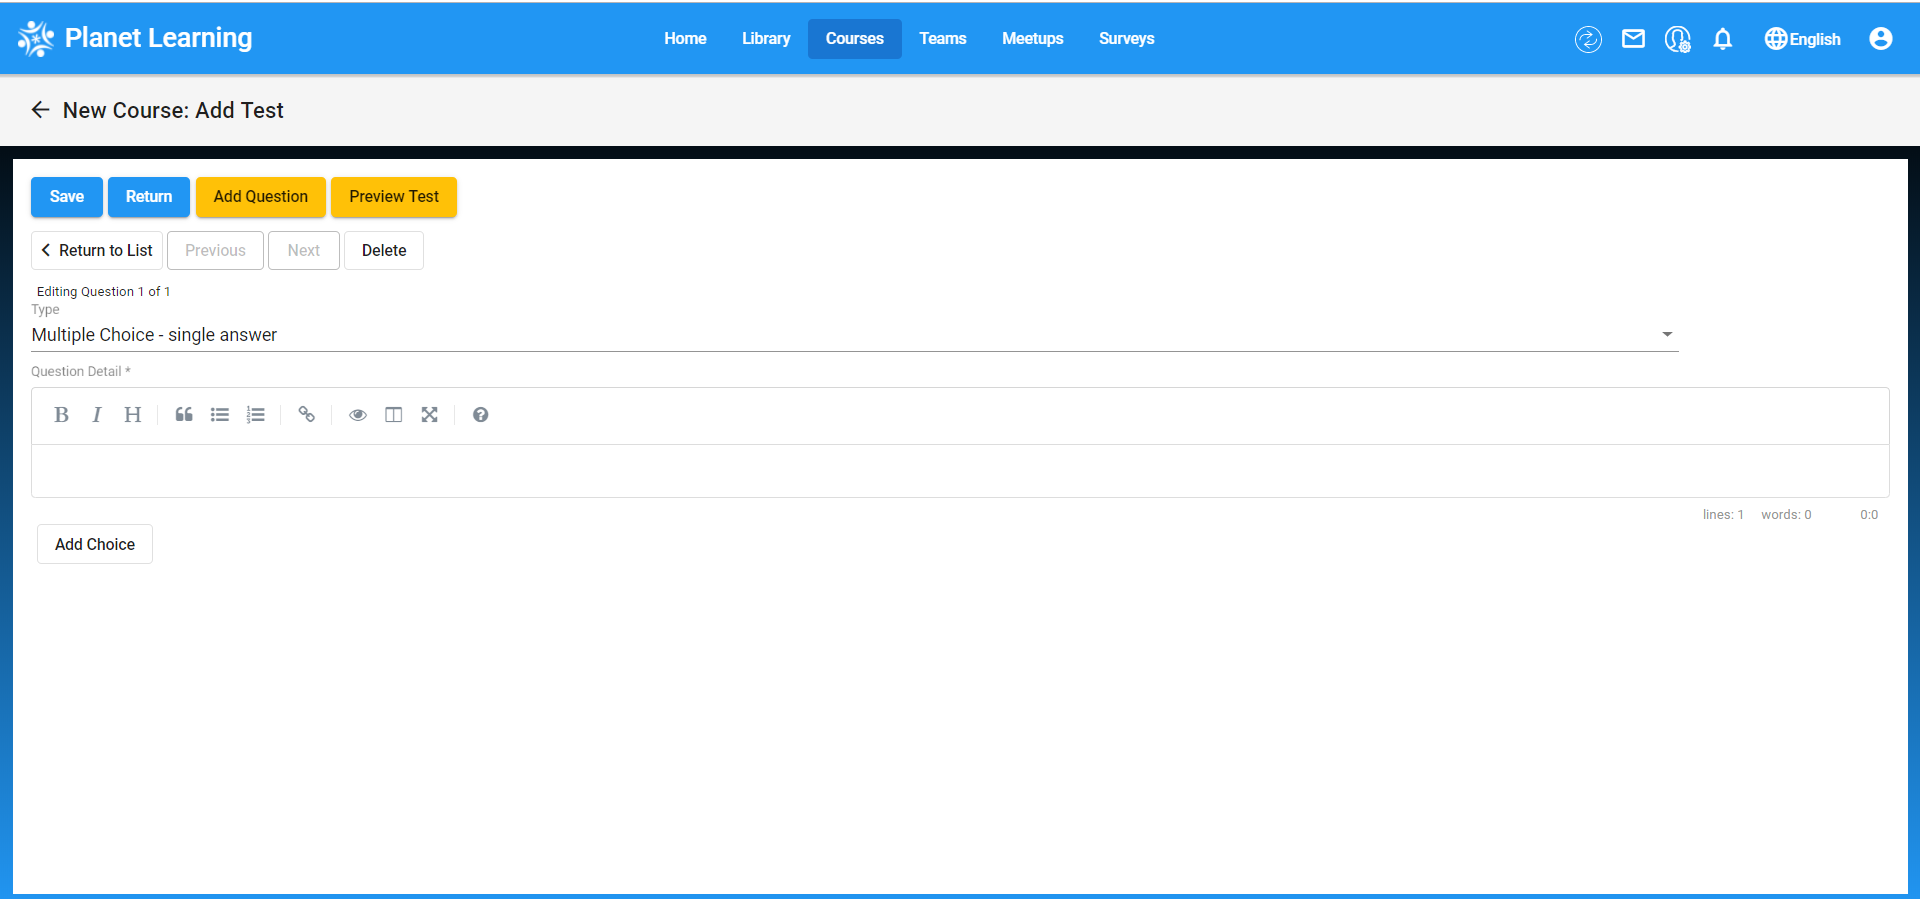 Planet Learning
Home Library Courses Teams Meetups Surveys English
New Course: Add Test
Save Return Add Question Preview Test
Return to List Previous Next Delete
Editing Question 1 of 1
Type
Multiple Choice - single answer
Question Detail *
B I H
lines: 1 words: 0 0:0
Add Choice